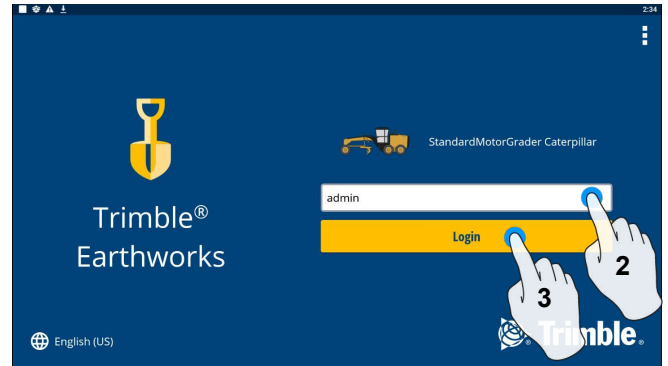 2:34
StandardMotorGrader Caterpillar
admin
Login
2
3
Trimble®
Earthworks
English (US)
Trimble®